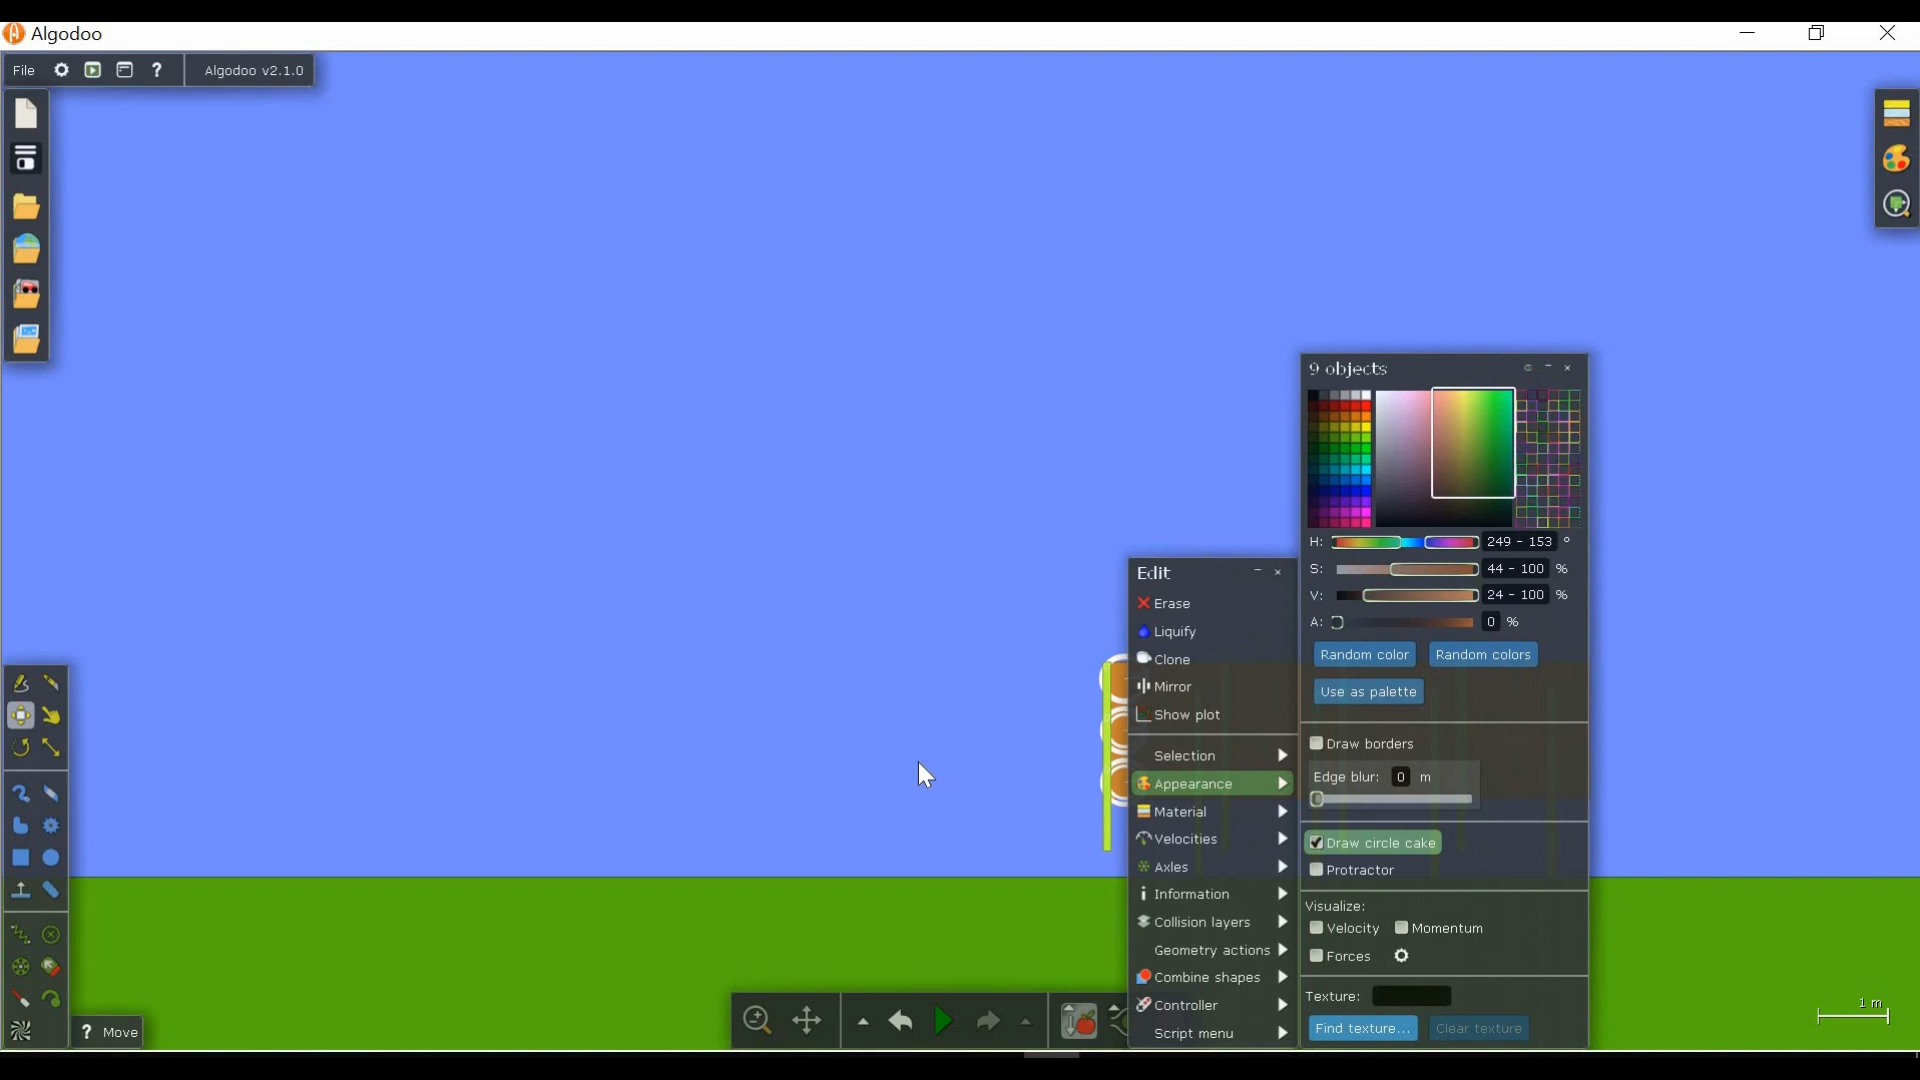 Algodoo
File ? Algodoo v2.1.0
9 objects
H: 249 - 153 °
S: 44 - 100 %
V: 24 - 100 %
A: 0 %
Random color Random colors
Use as palette
Draw borders
Edge blur: 0 m
Draw circle cake
Protractor
Visualize:
Velocity Momentum
Forces
Texture:
Find texture... Clear texture
Edit
Erase
Liquify
Clone
Mirror
Show plot
Selection
Appearance
Material
Velocities
Axles
Information
Collision layers
Geometry actions
Combine shapes
Controller
Script menu
? Move
1 m